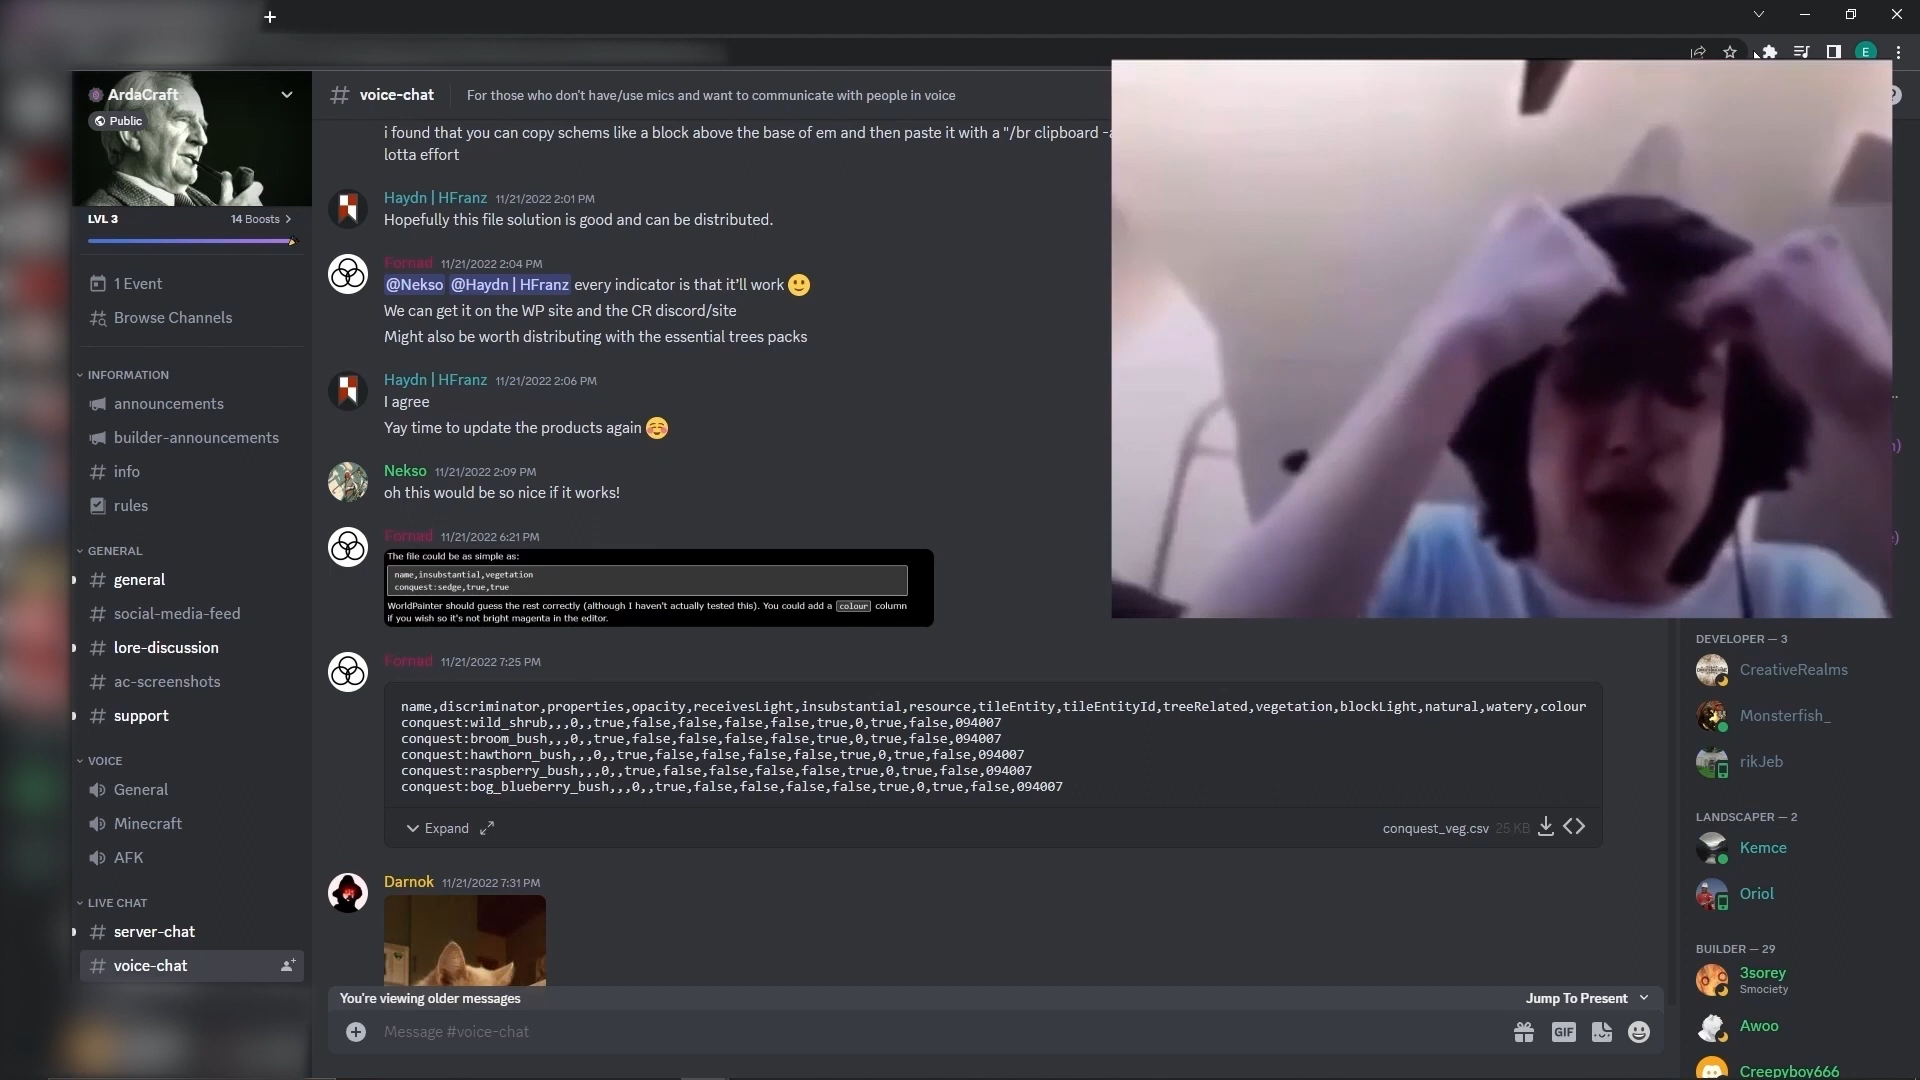 ArdaCraft
Public
LVL 3
14 Boosts
1 Event
Browse Channels
INFORMATION
announcements
builder-announcements
info
rules
GENERAL
general
social-media-feed
lore-discussion
ac-screenshots
support
VOICE
General
Minecraft
AFK
LIVE CHAT
server-chat
voice-chat
voice-chat
For those who don't have/use mics and want to communicate with people in voice
i found that you can copy schems like a block above the base of em and then paste it with a "/br clipboard
lotta effort
Haydn | HFranz 11/21/2022 2:01 PM
Hopefully this file solution is good and can be distributed.
Fornad 11/21/2022 2:04 PM
@Nekso @Haydn | HFranz every indicator is that it'll work
We can get it on the WP site and the CR discord/site
Might also be worth distributing with the essential trees packs
Haydn | HFranz 11/21/2022 2:06 PM
I agree
Yay time to update the products again
Nekso 11/21/2022 2:09 PM
oh this would be so nice if it works!
Fornad 11/21/2022 6:21 PM
The file could be as simple as:
name,insubstantial,vegetation
conquest:sedge,true,true
WorldPainter should guess the rest correctly (although I haven't actually tested this). You could add a colour column
if you wish so it's not bright magenta in the editor.
Fornad 11/21/2022 7:25 PM
name,discriminator,properties,opacity,receivesLight,insubstantial,resource,tileEntity,tileEntityId,treeRelated,vegetation,blockLight,natural,watery,colour
conquest:wild_shrub,,,0,,true,false,false,false,false,true,0,true,false,094007
conquest:broom_bush,,,0,,true,false,false,false,false,true,0,true,false,094007
conquest:hawthorn_bush,,,0,,true,false,false,false,false,true,0,true,false,094007
conquest:raspberry_bush,,,0,,true,false,false,false,false,true,0,true,false,094007
conquest:bog_blueberry_bush,,,0,,true,false,false,false,false,true,0,true,false,094007
Expand
conquest_veg.csv 25 KB
Darnok 11/21/2022 7:31 PM
You're viewing older messages
Jump To Present
Message #voice-chat
GIF
E
DEVELOPER — 3
CreativeRealms
Monsterfish_
rikJeb
LANDSCAPER — 2
Kemce
Oriol
BUILDER — 29
3sorey
Smociety
Awoo
Creepyboy666